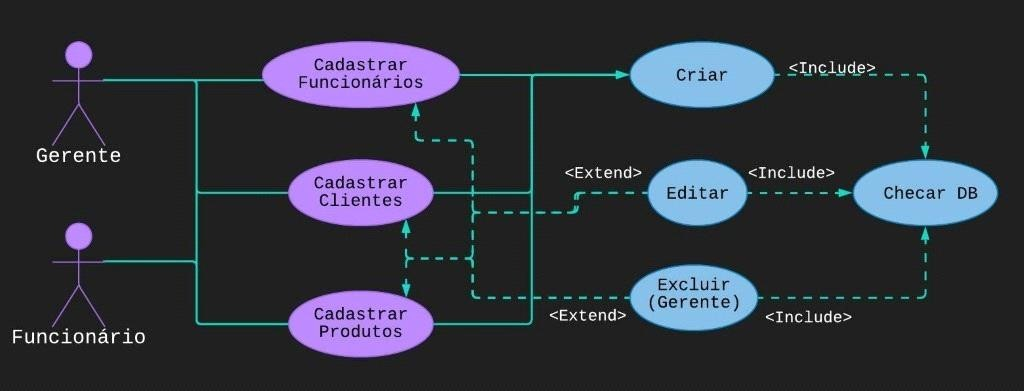 Gerente
Funcionário
Cadastrar
Funcionários
Cadastrar
Clientes
Cadastrar
Produtos
Criar
<Include>
<Extend>
Editar
<Include>
Checar DB
Excluir
(Gerente)
<Extend>
<Include>